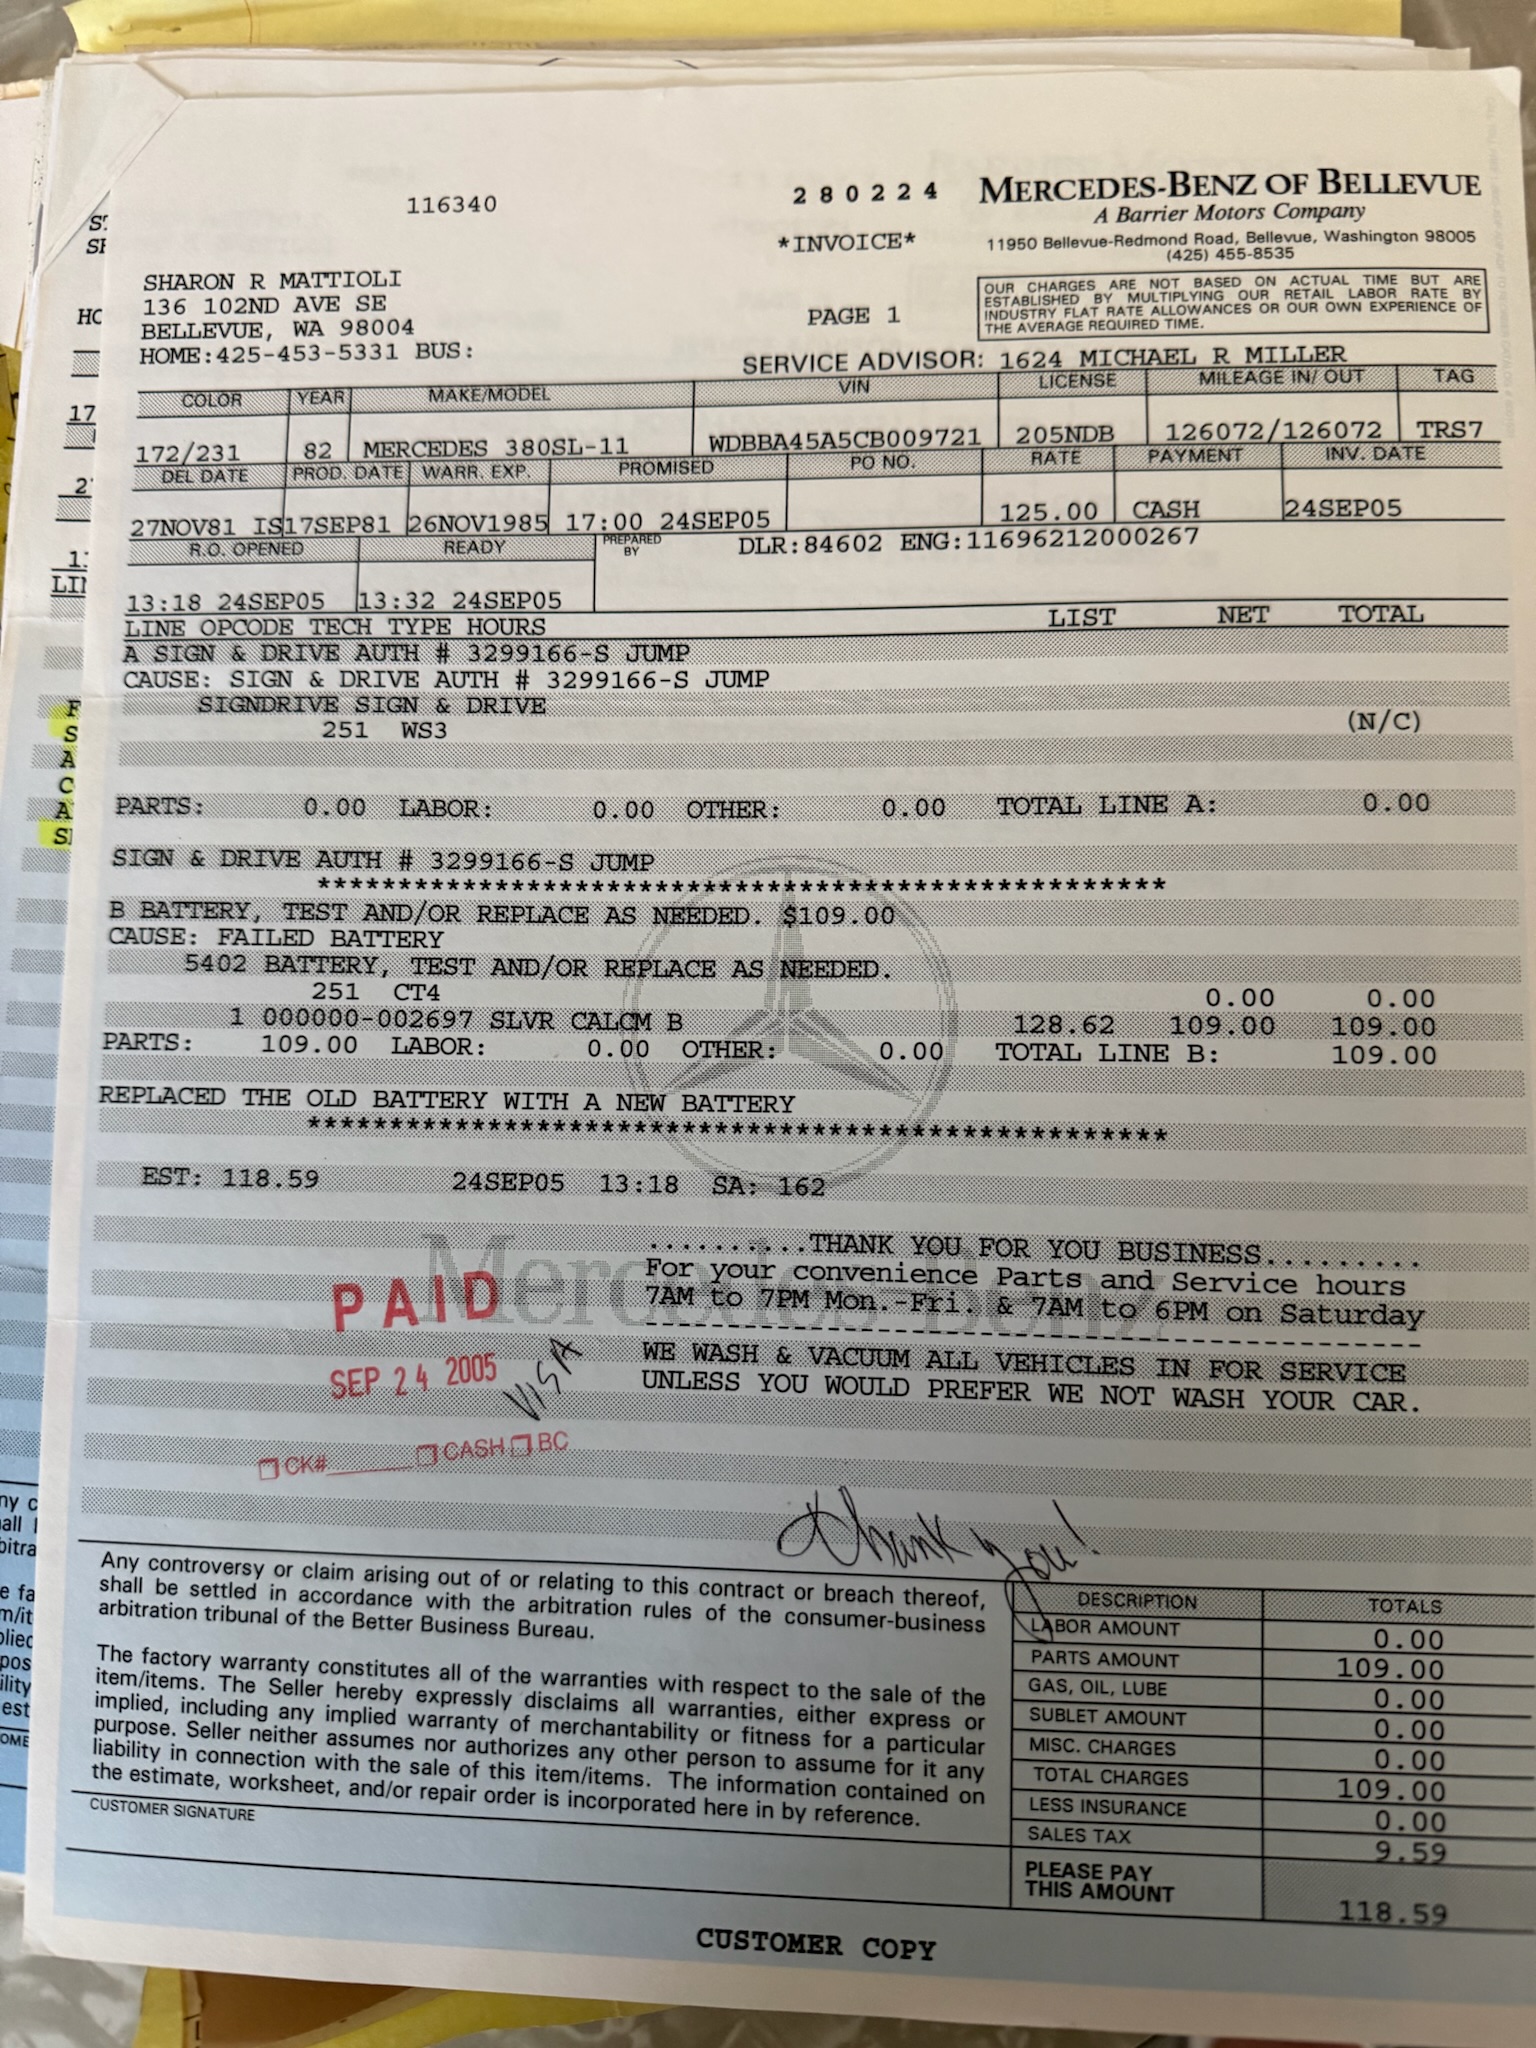 116340
280224
*INVOICE*
PAGE 1
MERCEDES-BENZ OF BELLEVUE
A Barrier Motors Company
11950 Bellevue-Redmond Road, Bellevue, Washington 98005
(425) 455-8535
OUR CHARGES ARE NOT BASED ON ACTUAL TIME BUT ARE
ESTABLISHED BY MULTIPLYING OUR RETAIL LABOR RATE BY
INDUSTRY FLAT RATE ALLOWANCES OR OUR OWN EXPERIENCE OF
THE AVERAGE REQUIRED TIME.
SHARON R MATTIOLI
136 102ND AVE SE
BELLEVUE, WA 98004
HOME:425-453-5331 BUS:
SERVICE ADVISOR: 1624 MICHAEL R MILLER
COLOR YEAR MAKE/MODEL VIN LICENSE MILEAGE IN/ OUT TAG
172/231 82 MERCEDES 380SL-11 WDBBA45A5CB009721 205NDB 126072/126072 TRS7
DEL DATE PROD. DATE WARR. EXP. PROMISED PO NO. RATE PAYMENT INV. DATE
27NOV81 IS 17SEP81 26NOV1985 17:00 24SEP05 125.00 CASH 24SEP05
R.O. OPENED READY PREPARED BY DLR:84602 ENG:11696212000267
13:18 24SEP05 13:32 24SEP05
LINE OPCODE TECH TYPE HOURS LIST NET TOTAL
A SIGN & DRIVE AUTH # 3299166-S JUMP
CAUSE: SIGN & DRIVE AUTH # 3299166-S JUMP
SIGNDRIVE SIGN & DRIVE
251 WS3 (N/C)
PARTS: 0.00 LABOR: 0.00 OTHER: 0.00 TOTAL LINE A: 0.00
SIGN & DRIVE AUTH # 3299166-S JUMP
****************************************************
B BATTERY, TEST AND/OR REPLACE AS NEEDED. $109.00
CAUSE: FAILED BATTERY
5402 BATTERY, TEST AND/OR REPLACE AS NEEDED.
251 CT4 0.00 0.00
1 000000-002697 SLVR CALCM B 128.62 109.00 109.00
PARTS: 109.00 LABOR: 0.00 OTHER: 0.00 TOTAL LINE B: 109.00
REPLACED THE OLD BATTERY WITH A NEW BATTERY
****************************************************
EST: 118.59 24SEP05 13:18 SA: 162
..........THANK YOU FOR YOU BUSINESS..........
For your convenience Parts and Service hours
7AM to 7PM Mon.-Fri. & 7AM to 6PM on Saturday
------------------------------------------------
WE WASH & VACUUM ALL VEHICLES IN FOR SERVICE
UNLESS YOU WOULD PREFER WE NOT WASH YOUR CAR.
Mercedes-Benz
PAID
SEP 24 2005
VISA
CK#______ CASH BC
Thank you!
Any controversy or claim arising out of or relating to this contract or breach thereof,
shall be settled in accordance with the arbitration rules of the consumer-business
arbitration tribunal of the Better Business Bureau.
The factory warranty constitutes all of the warranties with respect to the sale of the
item/items. The Seller hereby expressly disclaims all warranties, either express or
implied, including any implied warranty of merchantability or fitness for a particular
purpose. Seller neither assumes nor authorizes any other person to assume for it any
liability in connection with the sale of this item/items. The information contained on
the estimate, worksheet, and/or repair order is incorporated here in by reference.
CUSTOMER SIGNATURE
DESCRIPTION TOTALS
LABOR AMOUNT 0.00
PARTS AMOUNT 109.00
GAS, OIL, LUBE 0.00
SUBLET AMOUNT 0.00
MISC. CHARGES 0.00
TOTAL CHARGES 109.00
LESS INSURANCE 0.00
SALES TAX 9.59
PLEASE PAY
THIS AMOUNT 118.59
CUSTOMER COPY